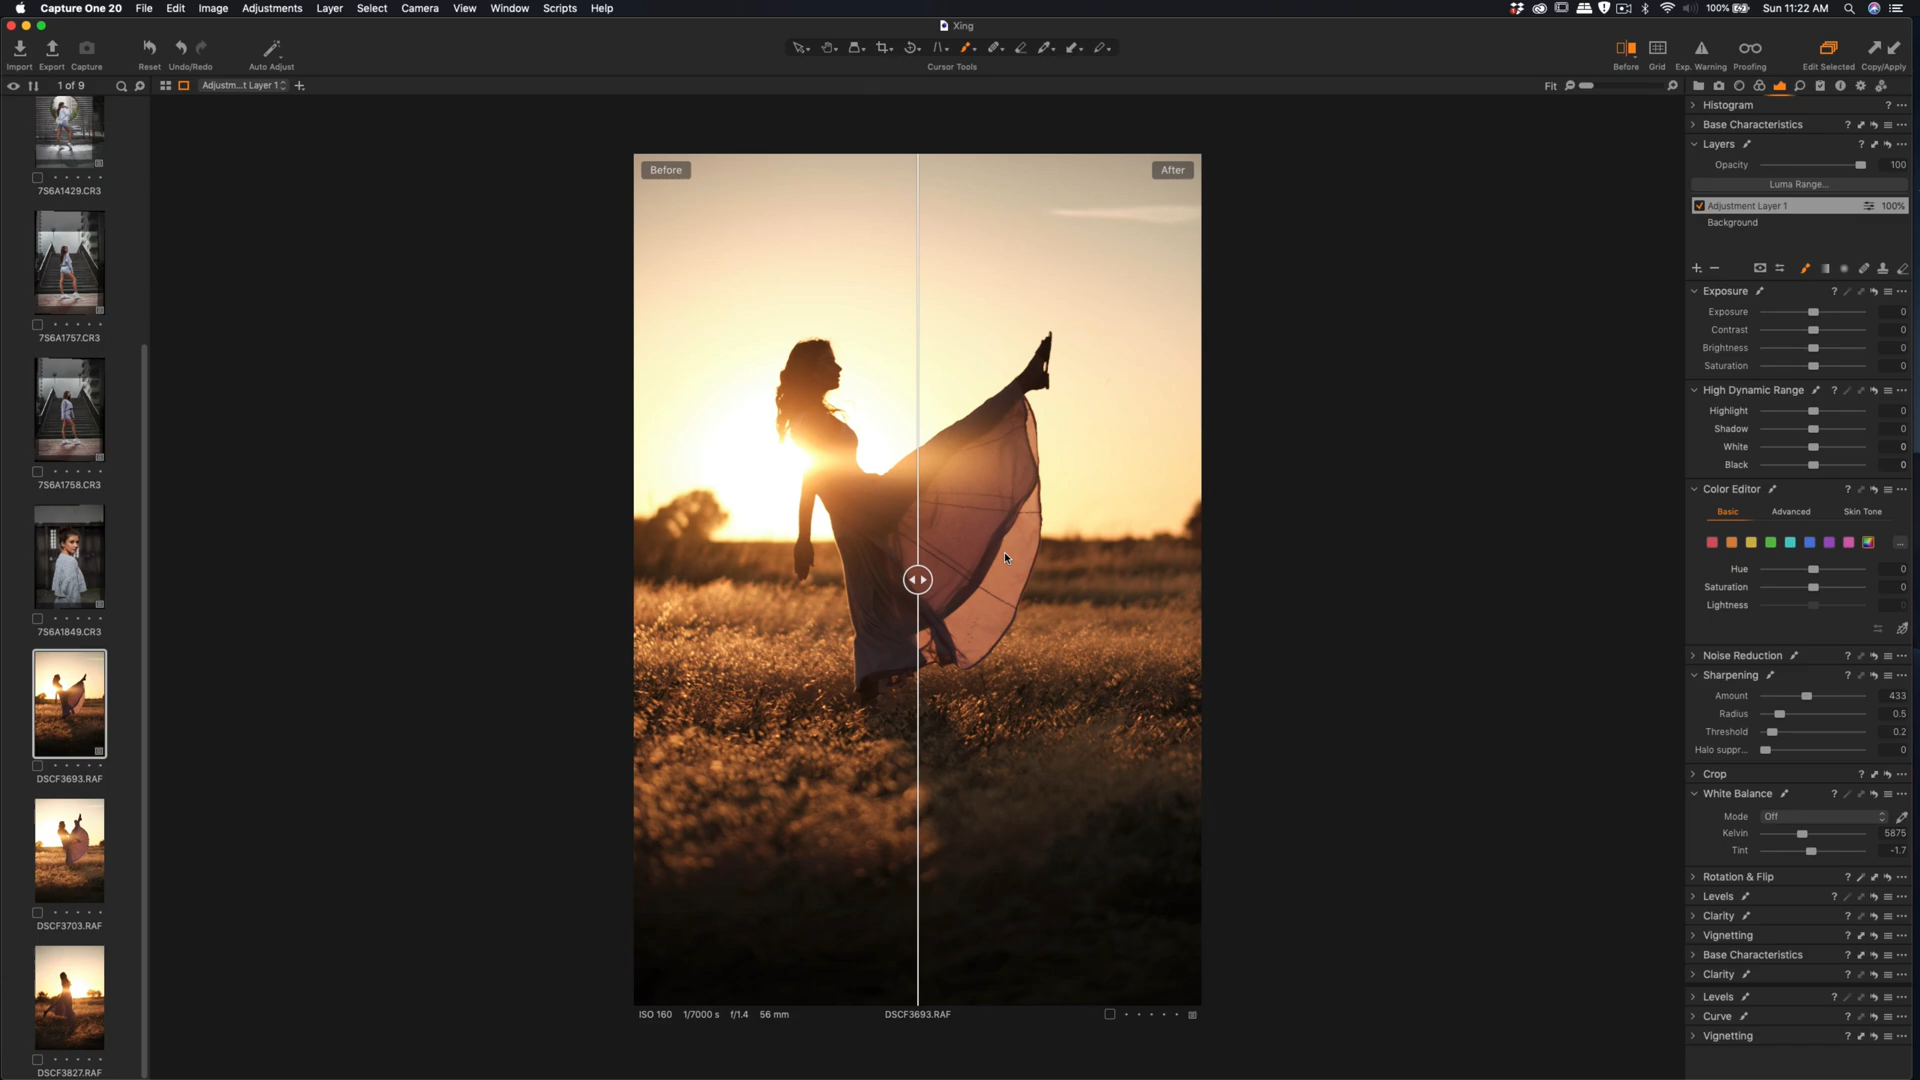 Capture One 20 File Edit Image Adjustments Layer Select Camera View Window Scripts Help
100% Sun 11:22 AM
Xing
Import Export Capture Reset Undo/Redo Auto Adjust Cursor Tools Before Grid Exp. Warning Proofing Edit Selected Copy/Apply
1 of 9 Adjustm...t Layer 1 Fit
7S6A1429.CR3
7S6A1757.CR3
7S6A1758.CR3
7S6A1849.CR3
DSCF3693.RAF
DSCF3703.RAF
DSCF3827.RAF
Before After
ISO 160 1/7000 s f/1.4 56 mm DSCF3693.RAF
Histogram ?
Base Characteristics ?
Layers ?
Opacity 100
Luma Range...
Adjustment Layer 1 100%
Background
Exposure ?
Exposure 0
Contrast 0
Brightness 0
Saturation 0
High Dynamic Range ?
Highlight 0
Shadow 0
White 0
Black 0
Color Editor ?
Basic Advanced Skin Tone
...
Hue 0
Saturation 0
Lightness 0
Noise Reduction ?
Sharpening ?
Amount 433
Radius 0.5
Threshold 0.2
Halo suppr... 0
Crop ?
White Balance ?
Mode Off
Kelvin 5875
Tint -1.7
Rotation & Flip ?
Levels ?
Clarity ?
Vignetting ?
Base Characteristics ?
Clarity ?
Levels ?
Curve ?
Vignetting ?